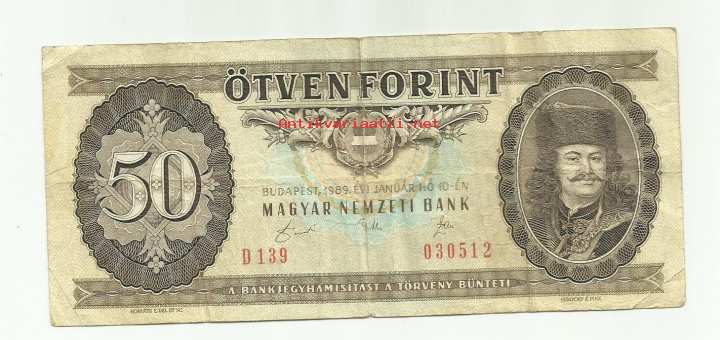 ÖTVEN FORINT
Antikvariaatti.net
50
BUDAPEST, 1989. ÉVI JANUÁR HÓ 10-ÉN
MAGYAR NEMZETI BANK
D 139 030512
A BANKJEGYHAMISÍTÁST A TÖRVÉNY BÜNTETI